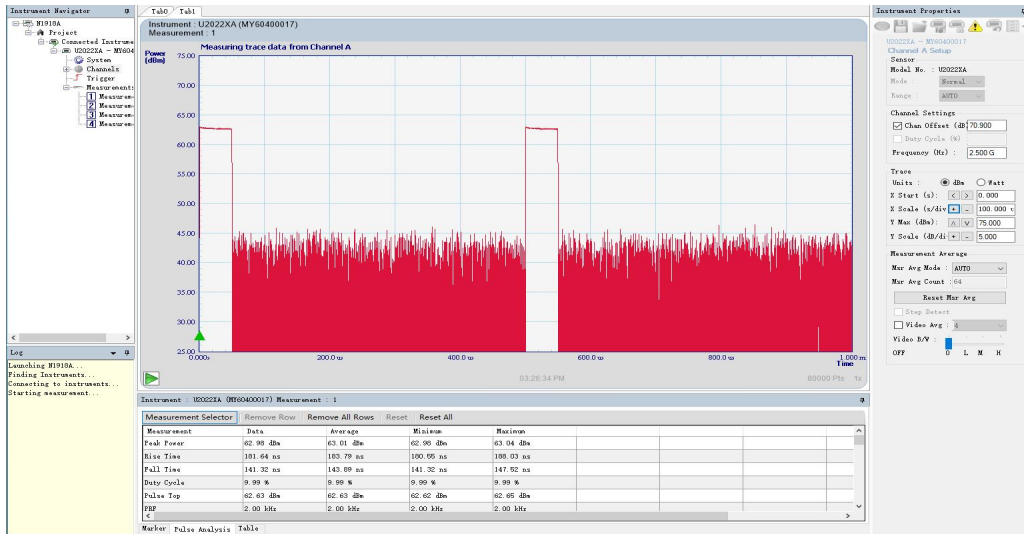 Instrument Navigator
N1918A
Project
Connected Instrume
U2022XA - MY604
System
Channels
Trigger
Measurements
1 Measurem
2 Measurem
3 Measurem
4 Measurem
Log
Launching N1918A...
Finding Instruments...
Connecting to instruments...
Starting measurement...
Tab0 Tab1
Instrument : U2022XA (MY60400017)
Measurement : 1
Measuring trace data from Channel A
Power
(dBm)
75.00
70.00
65.00
60.00
55.00
50.00
45.00
40.00
35.00
30.00
25.00
0.000s 200.0 us 400.0 us 600.0 us 800.0 us 1.000 m
Time
03:26:34 PM 80000 Pts 1x
Instrument : U2022XA (MY60400017) Measurement : 1
Measurement Selector Remove Row Remove All Rows Reset Reset All
Measurement Data Average Minimum Maximum
Peak Power 62.98 dBm 63.01 dBm 62.98 dBm 63.04 dBm
Rise Time 181.64 ns 183.79 ns 180.55 ns 188.03 ns
Fall Time 141.32 ns 143.89 ns 141.32 ns 147.52 ns
Duty Cycle 9.99 % 9.99 % 9.99 % 9.99 %
Pulse Top 62.63 dBm 62.63 dBm 62.62 dBm 62.65 dBm
PRF 2.00 kHz 2.00 kHz 2.00 kHz 2.00 kHz
Marker Pulse Analysis Table
Instrument Properties
U2022XA - MY60400017
Channel A Setup
Sensor
Model No. : U2022XA
Mode : Normal
Range : AUTO
Channel Settings
Chan Offset (dB 70.900
Duty Cycle (%)
Frequency (Hz) : 2.500 G
Trace
Units : dBm Watt
X Start (s): < > 0.000
X Scale (s/div + - 100.000
Y Max (dBm): 75.000
Y Scale (dB/di + - 5.000
Measurement Average
Msr Avg Mode : AUTO
Msr Avg Count : 64
Reset Msr Avg
Step Detect
Video Avg : 4
Video B/W :
OFF O L M H